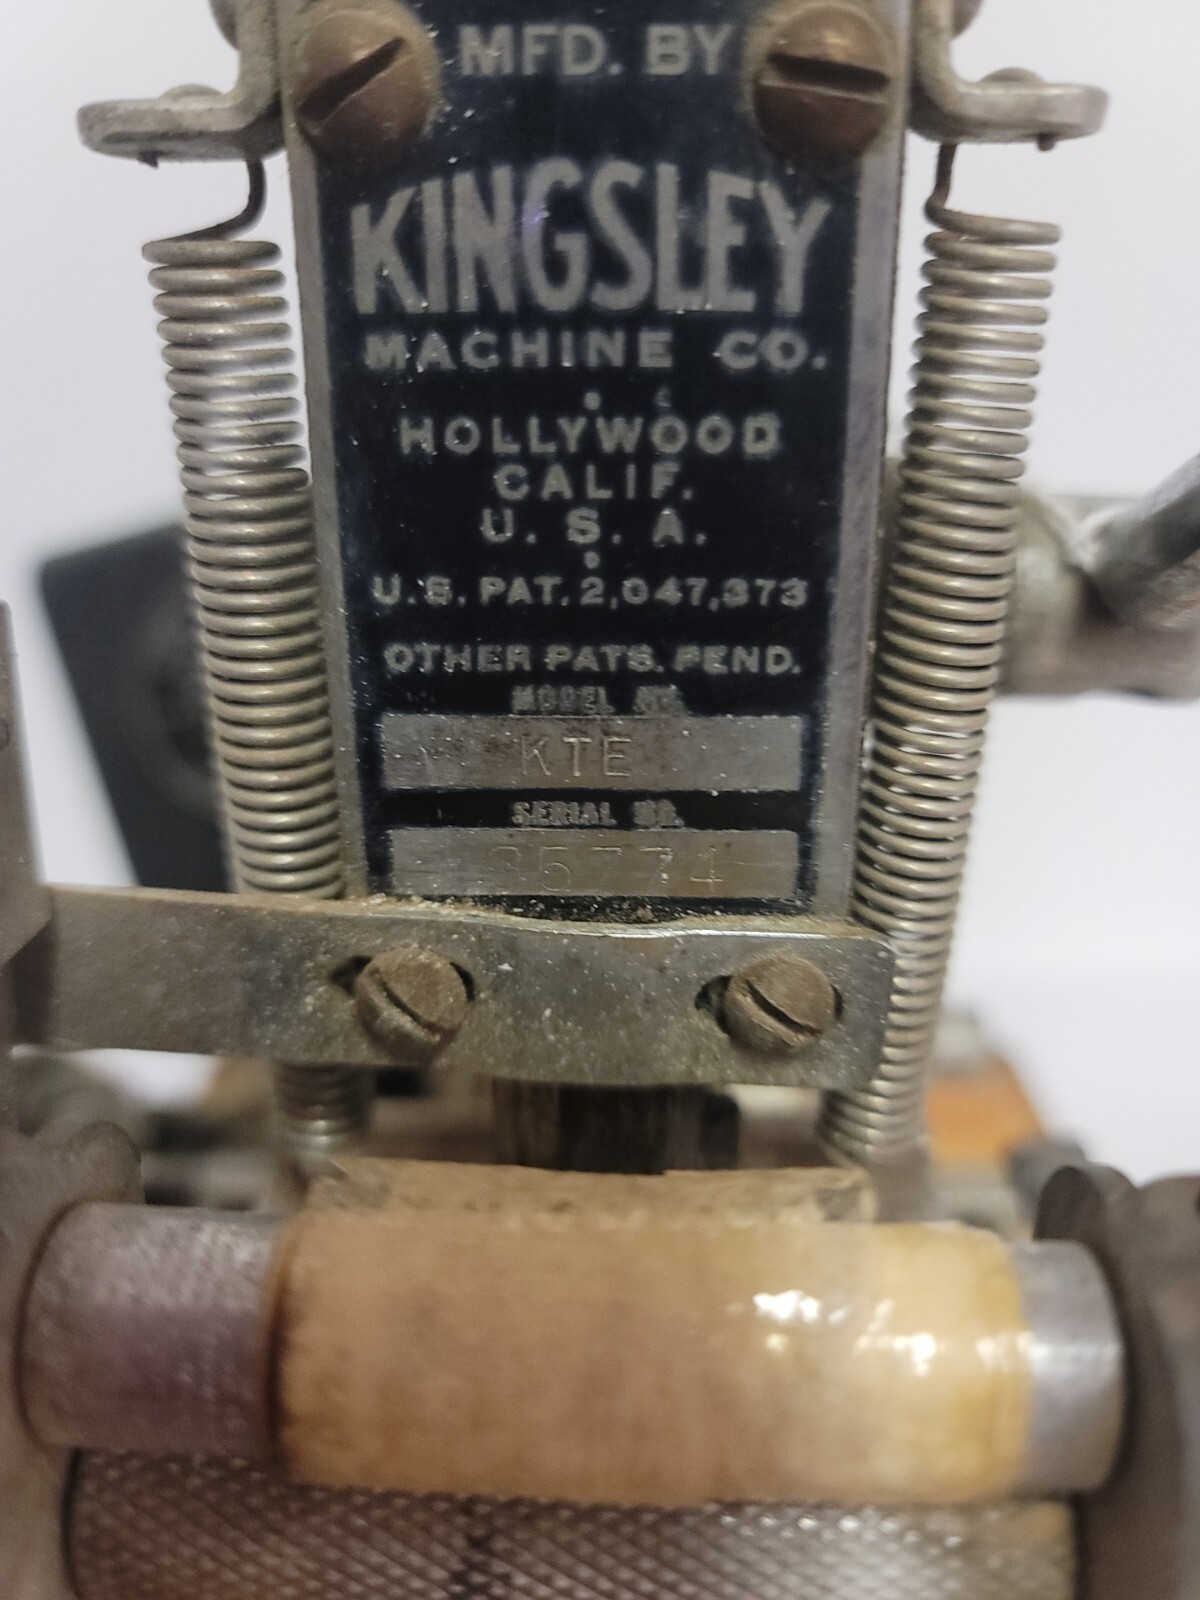 MFD. BY
KINGSLEY
MACHINE CO.
HOLLYWOOD
CALIF.
U. S. A.
U.S. PAT. 2,047,373
OTHER PATS. PEND.
MODEL NO.
KTE
SERIAL NO.